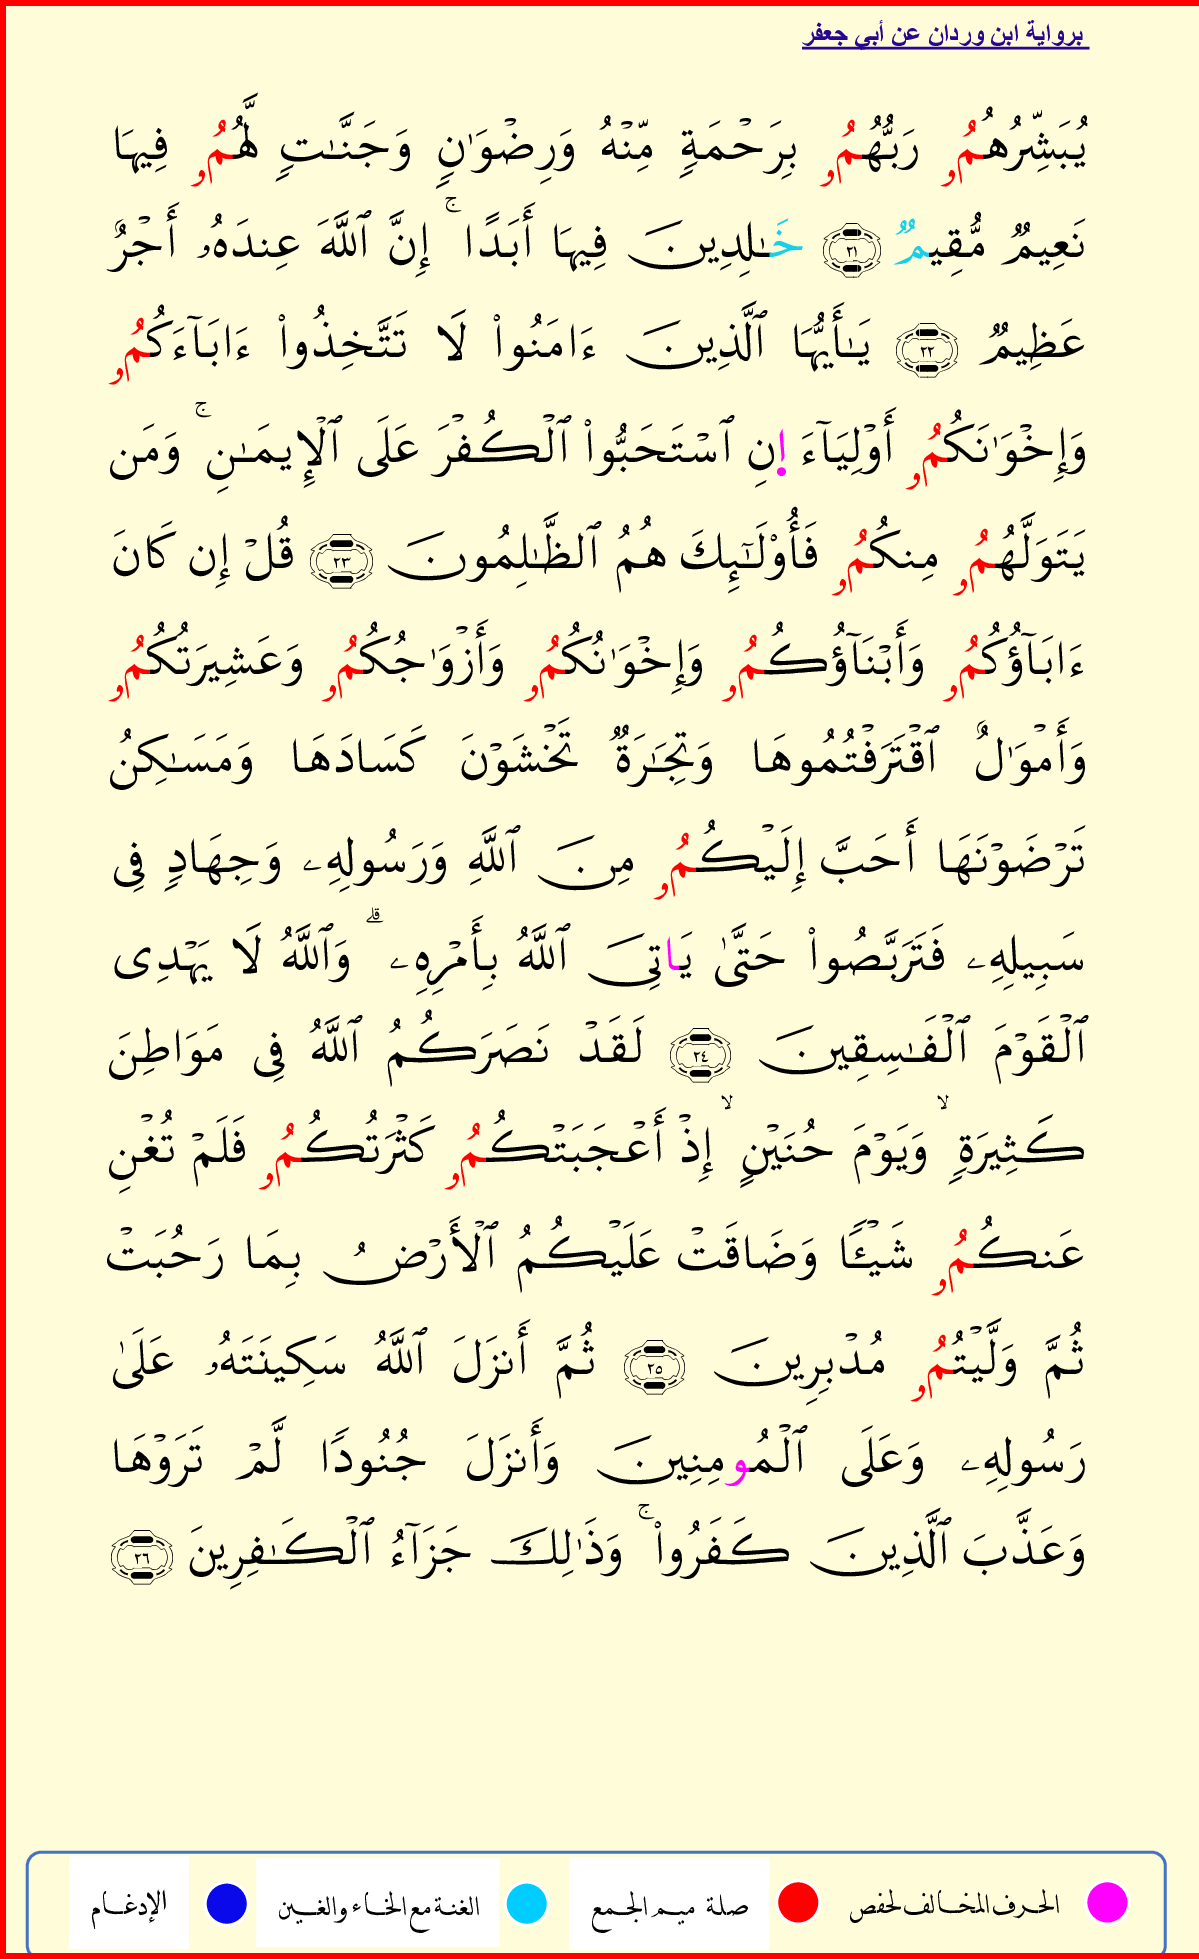 برواية ابن وردان عن أبي جعفر
يُبَشِّرُهُمُۥ رَبُّهُمُۥ بِرَحْمَةٍ مِّنْهُ وَرِضْوَٰنٍ وَجَنَّـٰتٍ لَّهُمُۥ فِيهَا
نَعِيمٌ مُّقِيمٌ ٢١ خَـٰلِدِينَ فِيهَا أَبَدًا ۚ إِنَّ ٱللَّهَ عِندَهُۥ أَجْرٌ
عَظِيمٌ ٢٢ يَـٰأَيُّهَا ٱلَّذِينَ ءَامَنُوا۟ لَا تَتَّخِذُوا۟ ءَابَآءَكُمُۥ
وَإِخْوَٰنَكُمُۥ أَوْلِيَآءَ إِنِ ٱسْتَحَبُّوا۟ ٱلْكُفْرَ عَلَى ٱلْإِيمَـٰنِ ۚ وَمَن
يَتَوَلَّهُمُۥ مِنكُمُۥ فَأُو۟لَـٰٓئِكَ هُمُ ٱلظَّـٰلِمُونَ ٢٣ قُلْ إِن كَانَ
ءَابَآؤُكُمُۥ وَأَبْنَآؤُكُمُۥ وَإِخْوَٰنُكُمُۥ وَأَزْوَٰجُكُمُۥ وَعَشِيرَتُكُمُۥ
وَأَمْوَٰلٌ ٱقْتَرَفْتُمُوهَا وَتِجَـٰرَةٌ تَخْشَوْنَ كَسَادَهَا وَمَسَـٰكِنُ
تَرْضَوْنَهَا أَحَبَّ إِلَيْكُمُۥ مِنَ ٱللَّهِ وَرَسُولِهِۦ وَجِهَادٍ فِى
سَبِيلِهِۦ فَتَرَبَّصُوا۟ حَتَّىٰ يَاتِىَ ٱللَّهُ بِأَمْرِهِۦ ۗ وَٱللَّهُ لَا يَهْدِى
ٱلْقَوْمَ ٱلْفَـٰسِقِينَ ٢٤ لَقَدْ نَصَرَكُمُ ٱللَّهُ فِى مَوَاطِنَ
كَثِيرَةٍ ۙ وَيَوْمَ حُنَيْنٍ ۙ إِذْ أَعْجَبَتْكُمُۥ كَثْرَتُكُمُۥ فَلَمْ تُغْنِ
عَنكُمُۥ شَيْـًٔا وَضَاقَتْ عَلَيْكُمُ ٱلْأَرْضُ بِمَا رَحُبَتْ
ثُمَّ وَلَّيْتُمُۥ مُدْبِرِينَ ٢٥ ثُمَّ أَنزَلَ ٱللَّهُ سَكِينَتَهُۥ عَلَىٰ
رَسُولِهِۦ وَعَلَى ٱلْمُومِنِينَ وَأَنزَلَ جُنُودًا لَّمْ تَرَوْهَا
وَعَذَّبَ ٱلَّذِينَ كَفَرُوا۟ ۚ وَذَٰلِكَ جَزَآءُ ٱلْكَـٰفِرِينَ ٢٦
الحرف المخالف لحفص صلة ميم الجمع الغنة مع الخاء والغين الإدغام